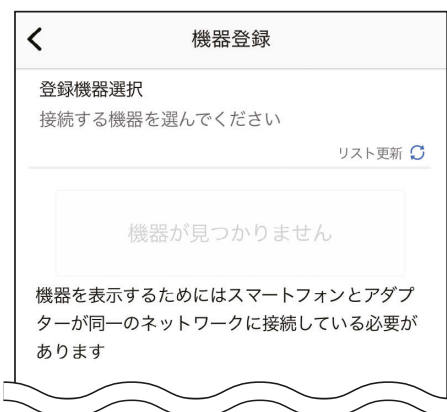 機器登録
登録機器選択
接続する機器を選んでください
リスト更新
機器が見つかりません
機器を表示するためにはスマートフォンとアダプ
ターが同一のネットワークに接続している必要が
あります